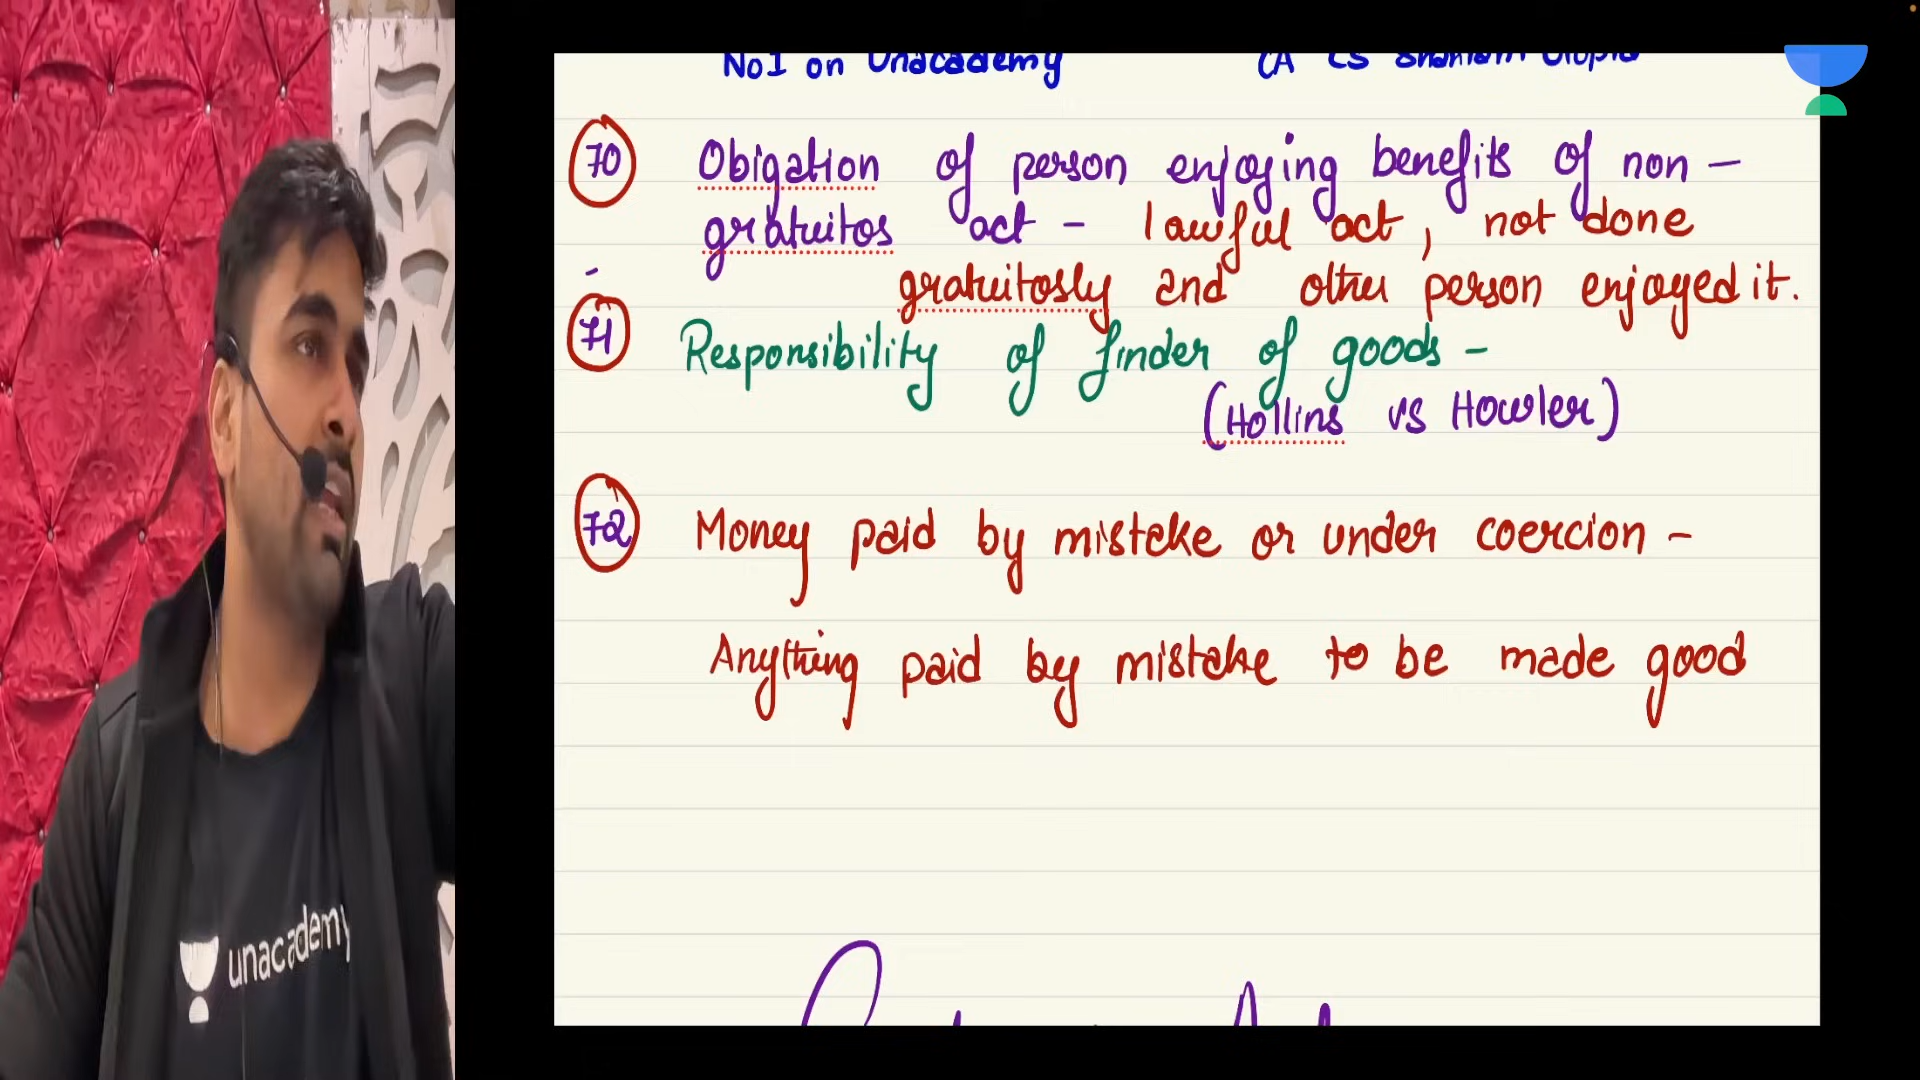 No1 on Unacademy CA CS
70 Obigation of person enjoying benefits of non -
gratuitos act - lawful act, not done
gratuitosly and other person enjoyed it.
71 Responsibility of finder of goods -
(Hollins vs Howler)
72 Money paid by mistake or under coercion -
Anything paid by mistake to be made good
unacademy